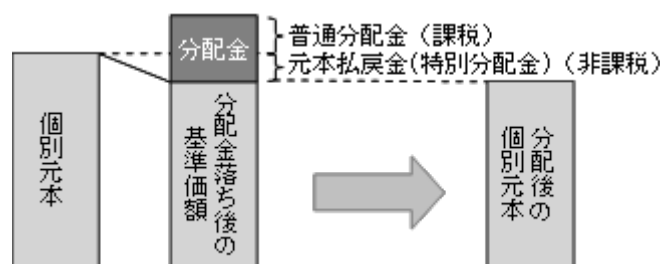 分配金
普通分配金（課税）
元本払戻金(特別分配金)（非課税）
個別元本
分配金落ち後の
基準価額
分配後の
個別元本